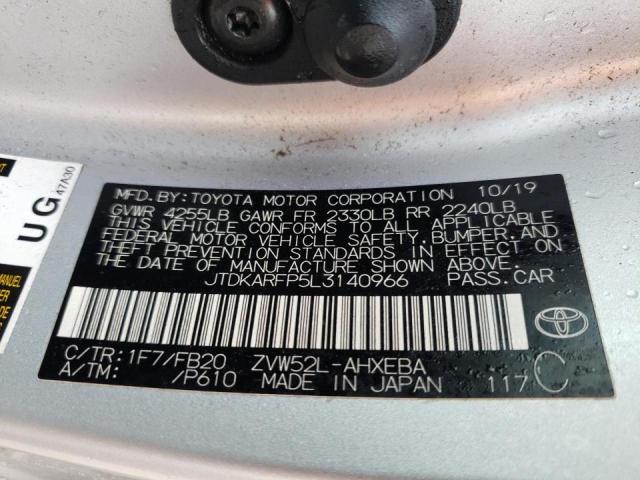 MFD. BY: TOYOTA MOTOR CORPORATION 10/19
GVWR 4255LB GAWR FR 2330LB RR 2240LB
THIS VEHICLE CONFORMS TO ALL APPLICABLE
FEDERAL MOTOR VEHICLE SAFETY, BUMPER, AND
THEFT PREVENTION STANDARDS IN EFFECT ON
THE DATE OF MANUFACTURE SHOWN ABOVE.
JTDKARFP5L3140966 PASS. CAR
C/TR: 1F7/FB20 ZVW52L-AHXEBA
A/TM: /P610 MADE IN JAPAN 117 C
UG
47A30
MANUEL